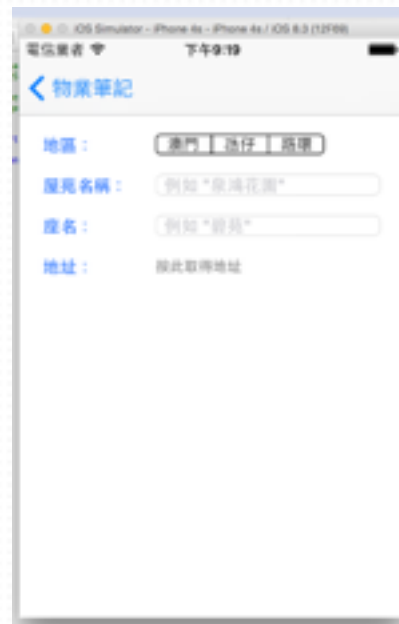 iOS Simulator - iPhone 4s - iPhone 4s / iOS 8.3 (12F69)
電信業者 下午9:19
物業筆記
地區： 澳門 氹仔 路環
屋苑名稱： 例如 "泉鴻花園"
座名： 例如 "碧苑"
地址： 按此取得地址